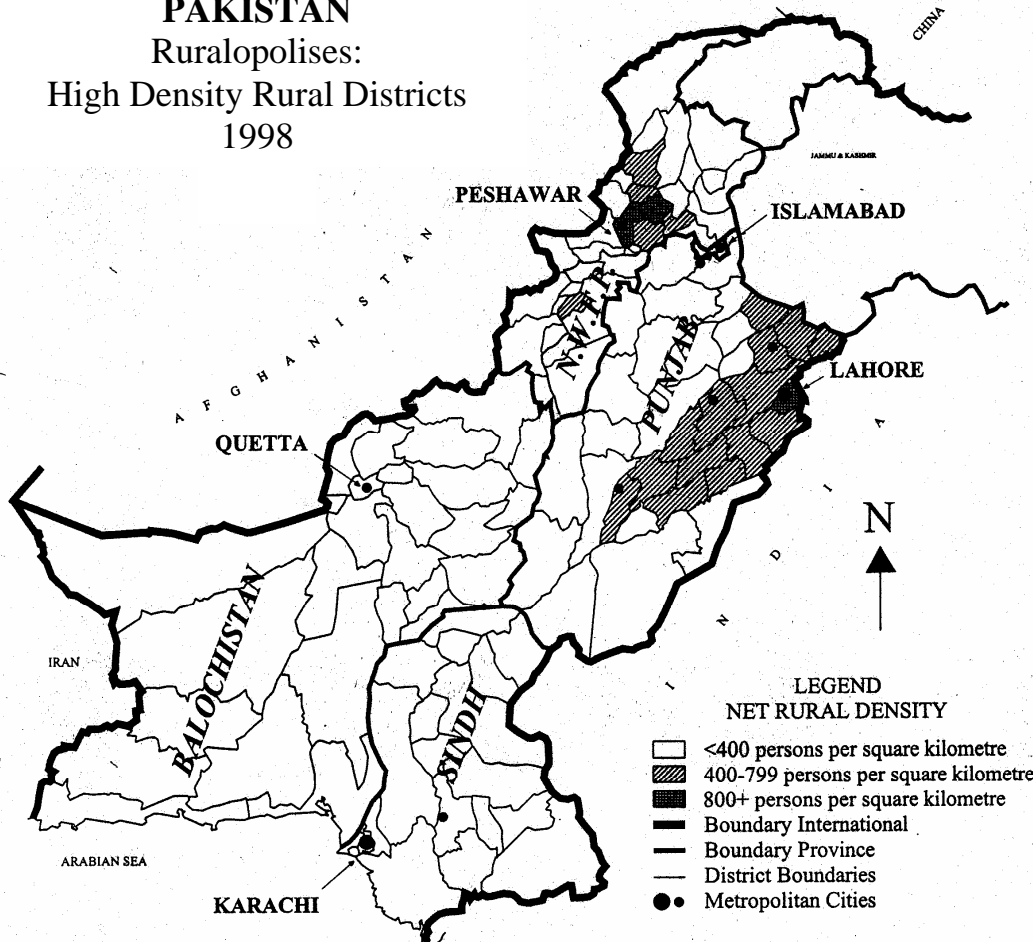 PAKISTAN
Ruralopolises:
High Density Rural Districts
1998
CHINA
JAMMU & KASHMIR
PESHAWAR
ISLAMABAD
AFGHANISTAN
N.W.F.P.
PUNJAB
LAHORE
QUETTA
INDIA
N
BALOCHISTAN
IRAN
SINDH
ARABIAN SEA
KARACHI
LEGEND
NET RURAL DENSITY
<400 persons per square kilometre
400-799 persons per square kilometre
800+ persons per square kilometre
Boundary International
Boundary Province
District Boundaries
Metropolitan Cities